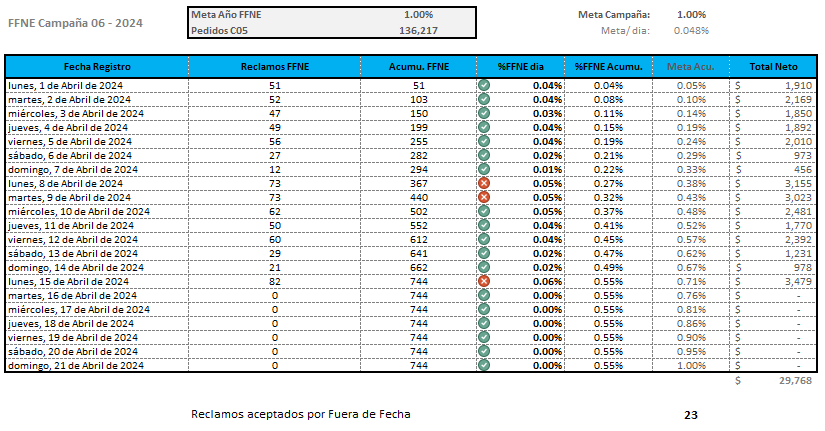 FFNE Campaña 06 - 2024
Meta Año FFNE 1.00%
Pedidos C05 136,217
Meta Campaña: 1.00%
Meta/ dia: 0.048%
Fecha Registro Reclamos FFNE Acumu. FFNE %FFNE dia %FFNE Acumu. Meta Acu. Total Neto
lunes, 1 de Abril de 2024 51 51 0.04% 0.04% 0.05% $ 1,910
martes, 2 de Abril de 2024 52 103 0.04% 0.08% 0.10% $ 2,169
miércoles, 3 de Abril de 2024 47 150 0.03% 0.11% 0.14% $ 1,850
jueves, 4 de Abril de 2024 49 199 0.04% 0.15% 0.19% $ 1,892
viernes, 5 de Abril de 2024 56 255 0.04% 0.19% 0.24% $ 2,010
sábado, 6 de Abril de 2024 27 282 0.02% 0.21% 0.29% $ 973
domingo, 7 de Abril de 2024 12 294 0.01% 0.22% 0.33% $ 456
lunes, 8 de Abril de 2024 73 367 0.05% 0.27% 0.38% $ 3,155
martes, 9 de Abril de 2024 73 440 0.05% 0.32% 0.43% $ 3,023
miércoles, 10 de Abril de 2024 62 502 0.05% 0.37% 0.48% $ 2,481
jueves, 11 de Abril de 2024 50 552 0.04% 0.41% 0.52% $ 1,770
viernes, 12 de Abril de 2024 60 612 0.04% 0.45% 0.57% $ 2,392
sábado, 13 de Abril de 2024 29 641 0.02% 0.47% 0.62% $ 1,231
domingo, 14 de Abril de 2024 21 662 0.02% 0.49% 0.67% $ 978
lunes, 15 de Abril de 2024 82 744 0.06% 0.55% 0.71% $ 3,479
martes, 16 de Abril de 2024 0 744 0.00% 0.55% 0.76% $ -
miércoles, 17 de Abril de 2024 0 744 0.00% 0.55% 0.81% $ -
jueves, 18 de Abril de 2024 0 744 0.00% 0.55% 0.86% $ -
viernes, 19 de Abril de 2024 0 744 0.00% 0.55% 0.90% $ -
sábado, 20 de Abril de 2024 0 744 0.00% 0.55% 0.95% $ -
domingo, 21 de Abril de 2024 0 744 0.00% 0.55% 1.00% $ -
$ 29,768
Reclamos aceptados por Fuera de Fecha 23